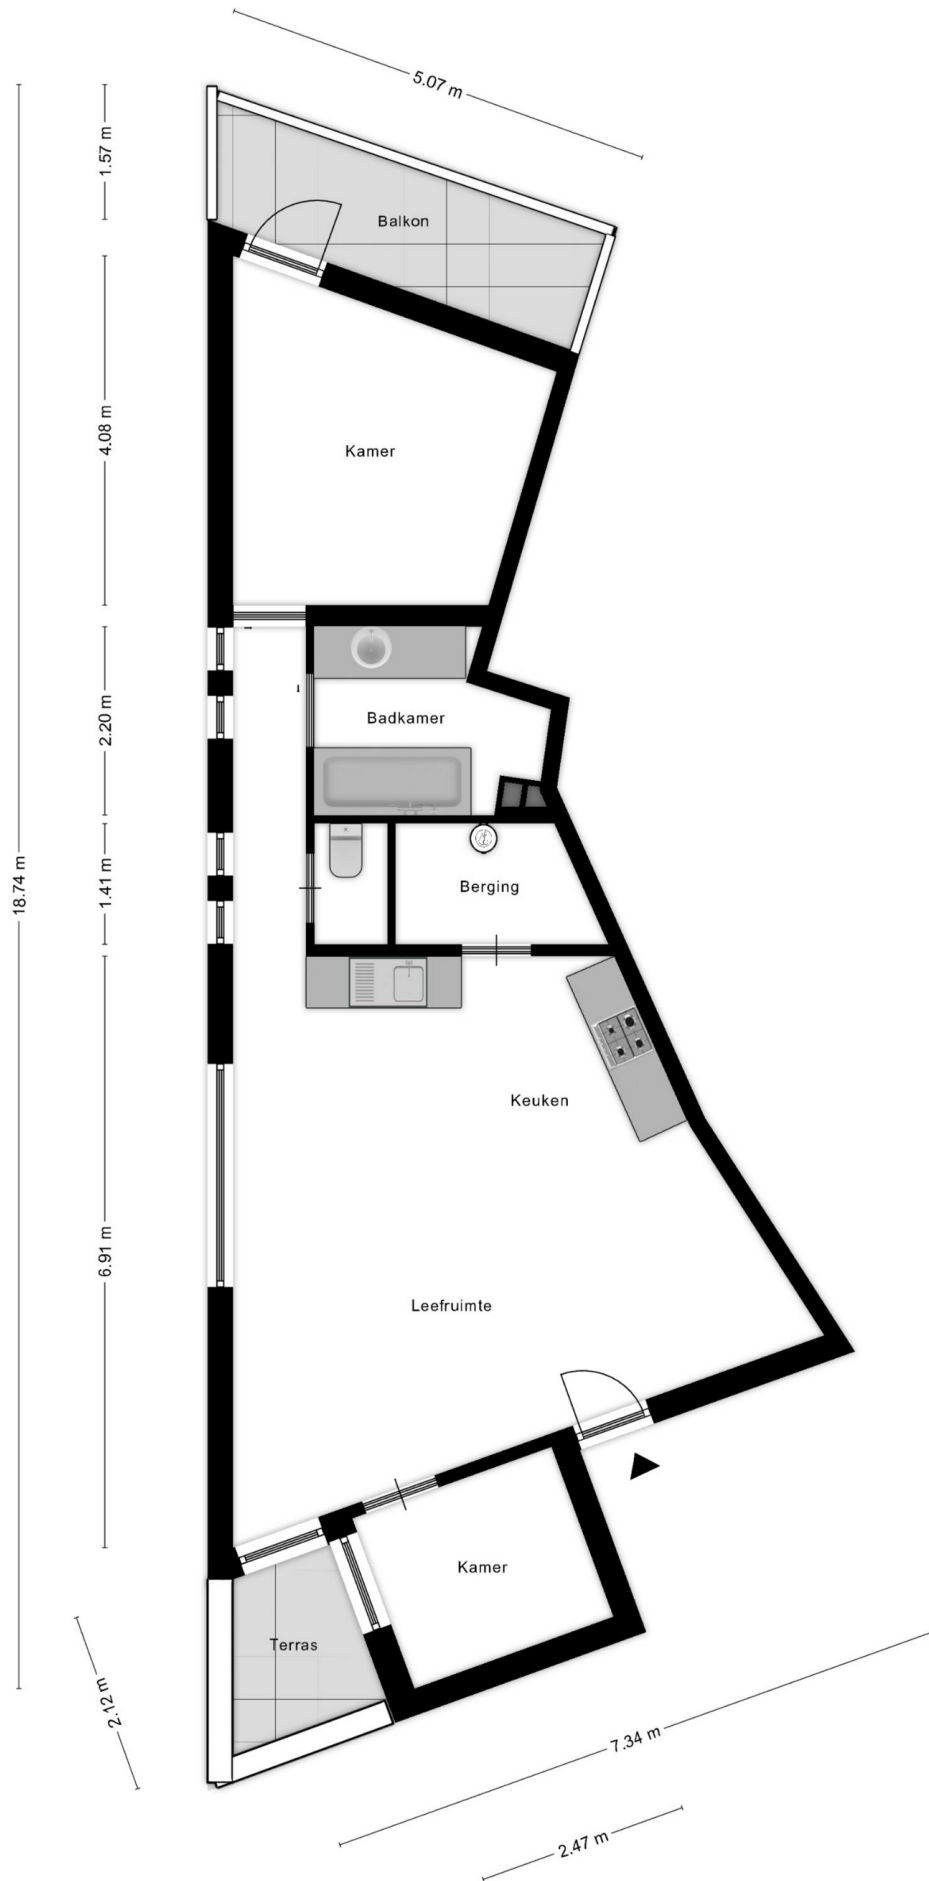 5.07 m
1.57 m
Balkon
4.08 m
Kamer
2.20 m
Badkamer
18.74 m
1.41 m
Berging
Keuken
6.91 m
Leefruimte
Kamer
Terras
2.12 m
7.34 m
2.47 m